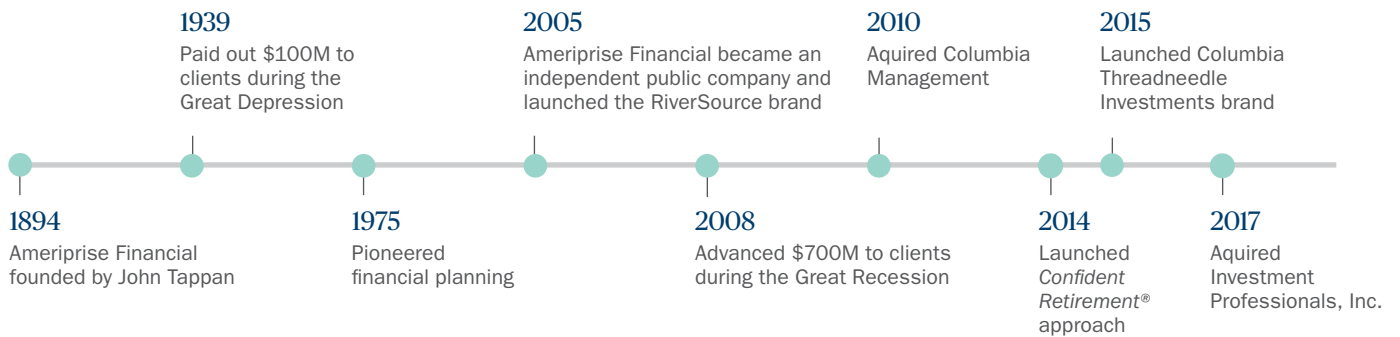 1939
Paid out $100M to
clients during the
Great Depression
2005
Ameriprise Financial became an
independent public company and
launched the RiverSource brand
2010
Aquired Columbia
Management
2015
Launched Columbia
Threadneedle
Investments brand
1894
Ameriprise Financial
founded by John Tappan
1975
Pioneered
financial planning
2008
Advanced $700M to clients
during the Great Recession
2014
Launched
Confident
Retirement®
approach
2017
Aquired
Investment
Professionals, Inc.